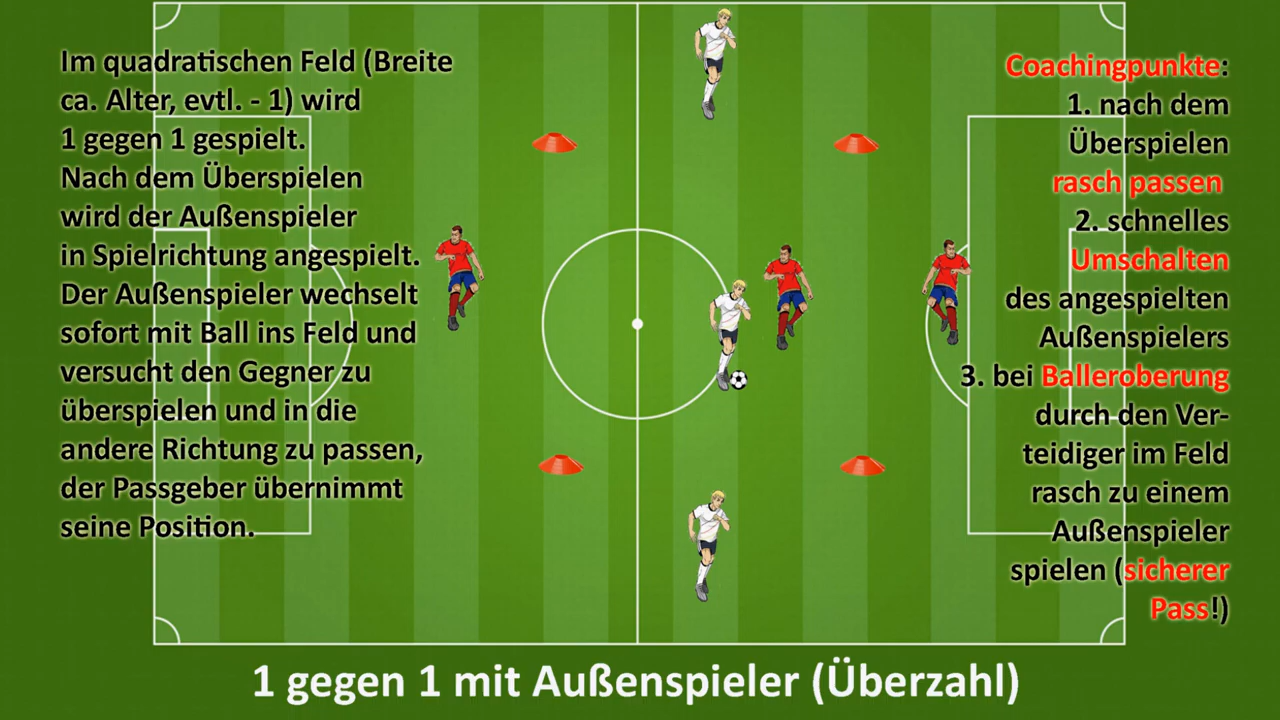 Im quadratischen Feld (Breite
ca. Alter, evtl. - 1) wird
1 gegen 1 gespielt.
Nach dem Überspielen
wird der Außenspieler
in Spielrichtung angespielt.
Der Außenspieler wechselt
sofort mit Ball ins Feld und
versucht den Gegner zu
überspielen und in die
andere Richtung zu passen,
der Passgeber übernimmt
seine Position.
Coachingpunkte:
1. nach dem
Überspielen
rasch passen
2. schnelles
Umschalten
des angespielten
Außenspielers
3. bei Balleroberung
durch den Ver-
teidiger im Feld
rasch zu einem
Außenspieler
spielen (sicherer
Pass!)
1 gegen 1 mit Außenspieler (Überzahl)